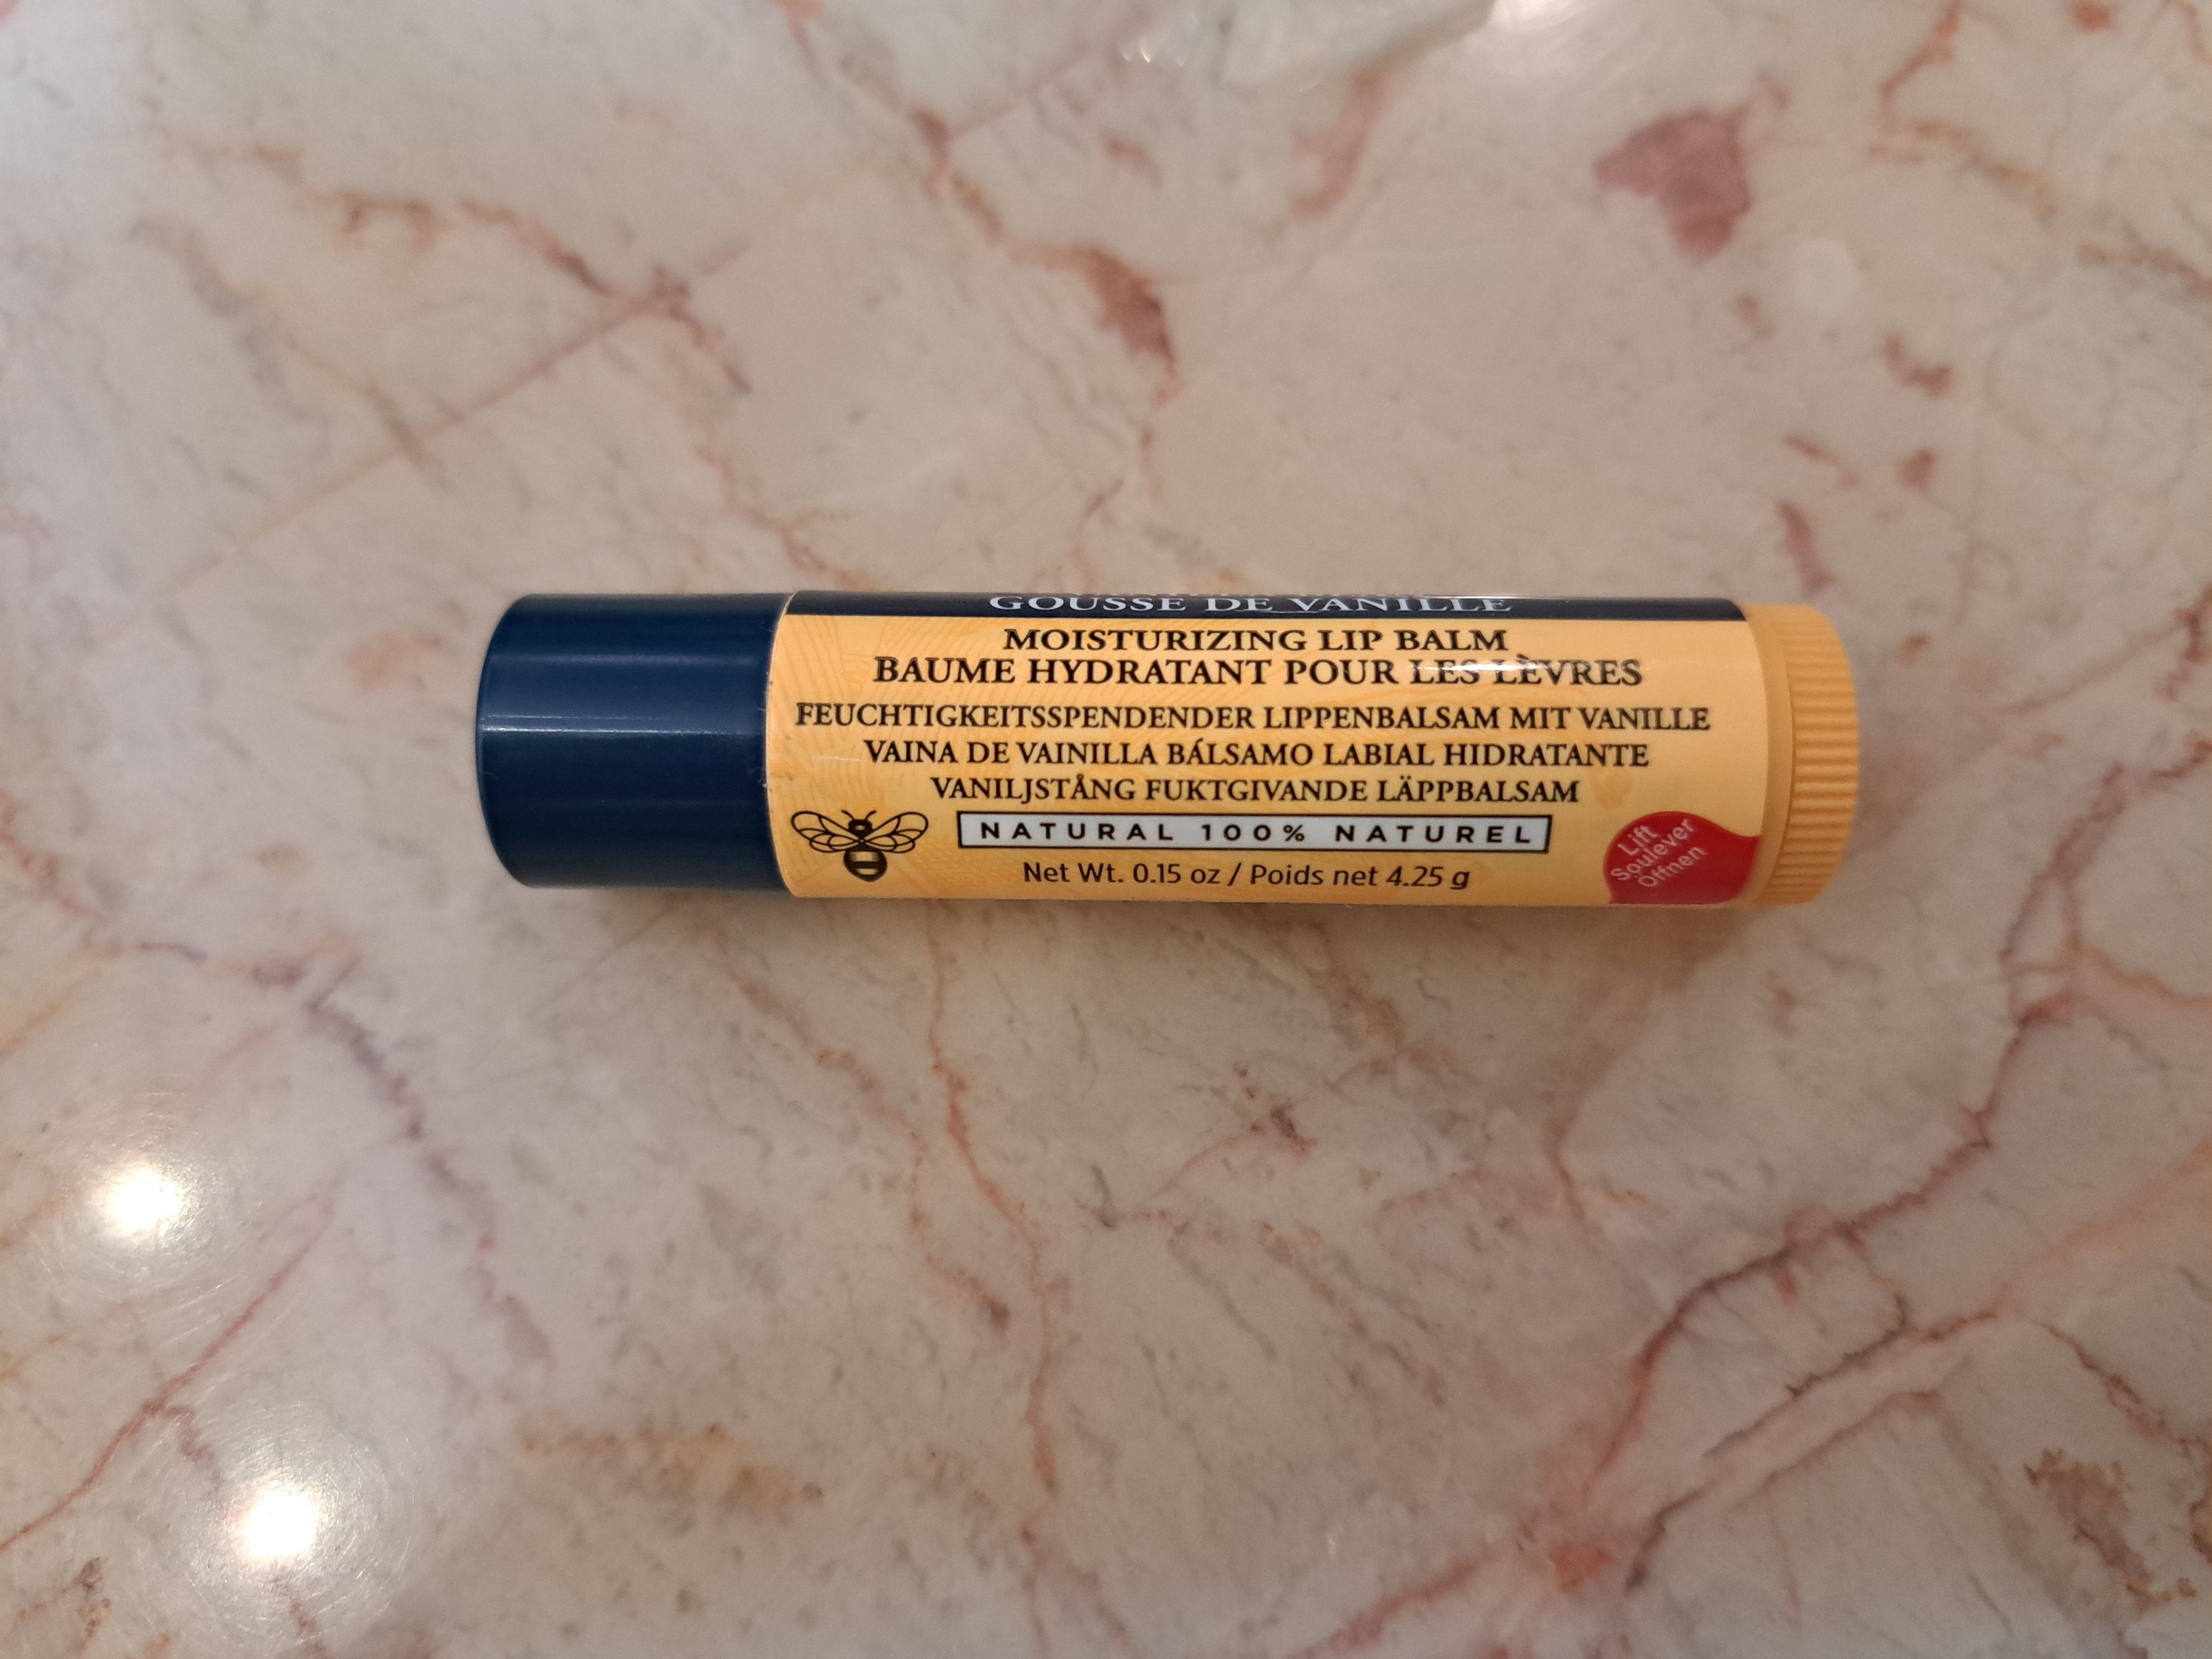 GOUSSE DE VANILLE
MOISTURIZING LIP BALM
BAUME HYDRATANT POUR LES LÈVRES
FEUCHTIGKEITSSPENDENDER LIPPENBALSAM MIT VANILLE
VAINA DE VAINILLA BÁLSAMO LABIAL HIDRATANTE
VANILJSTÅNG FUKTGIVANDE LÄPPBALSAM
NATURAL 100% NATUREL
Net Wt. 0.15 oz / Poids net 4.25 g
Lift
Soulever
Öffnen